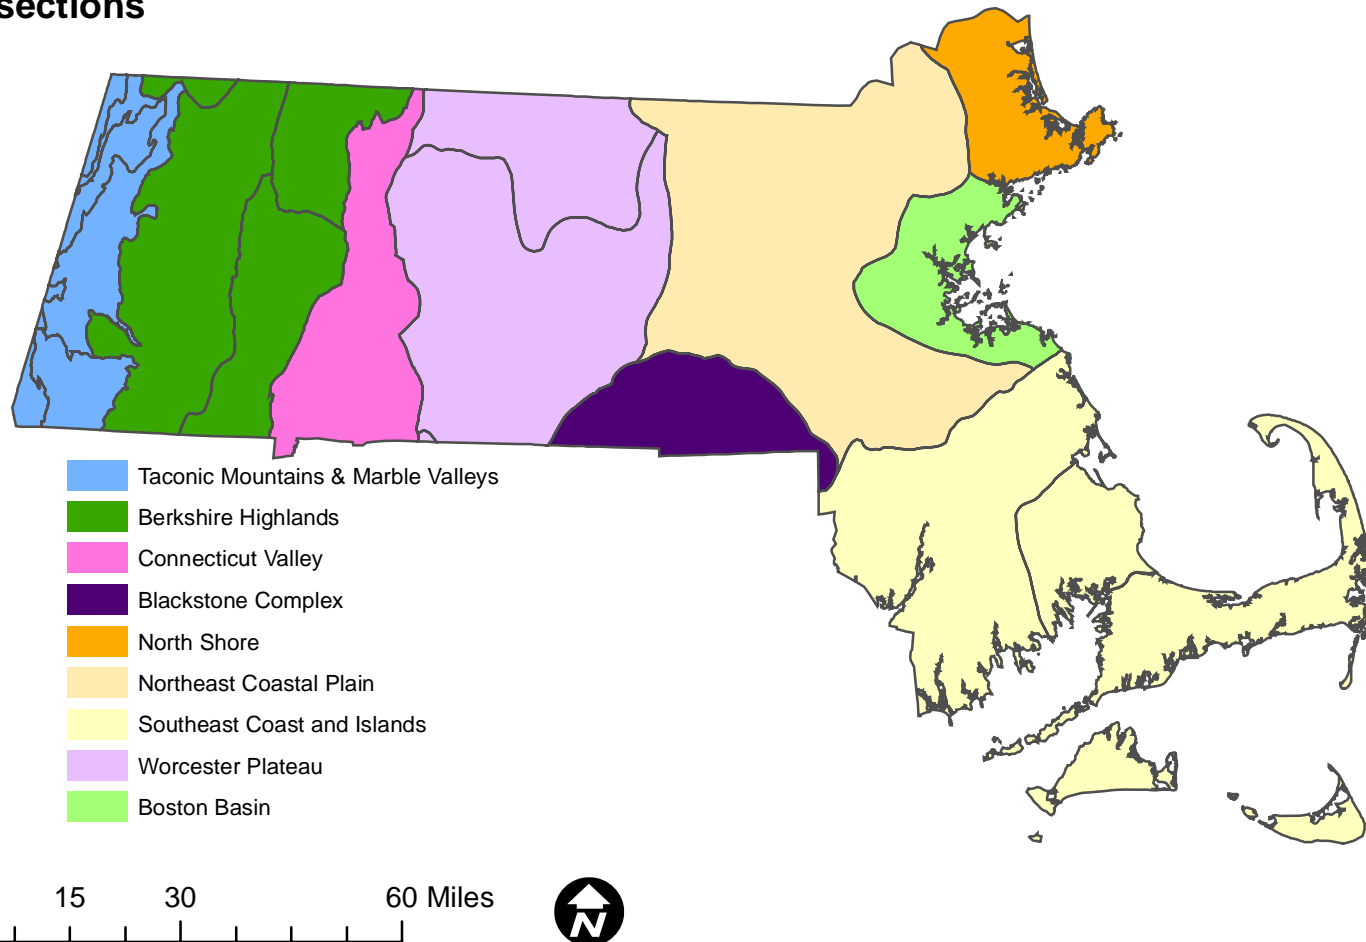 sections
Taconic Mountains & Marble Valleys
Berkshire Highlands
Connecticut Valley
Blackstone Complex
North Shore
Northeast Coastal Plain
Southeast Coast and Islands
Worcester Plateau
Boston Basin
15 30 60 Miles
N